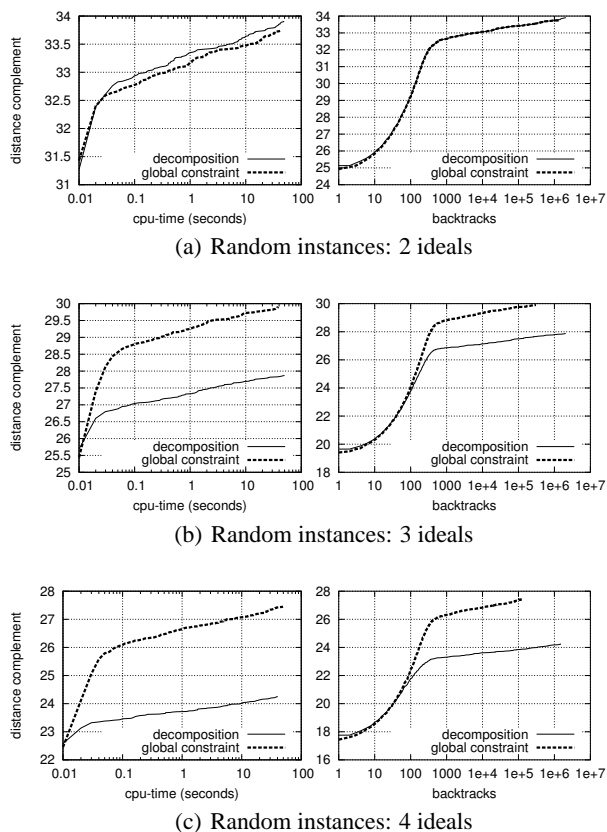 distance complement
34
33.5
33
32.5
32
31.5
31
decomposition
global constraint
0.01 0.1 1 10 100
cpu-time (seconds)
34
33
32
31
30
29
28
27
26
25
24
decomposition
global constraint
1 10 100 1000 1e+4 1e+5 1e+6 1e+7
backtracks
(a) Random instances: 2 ideals
distance complement
30
29.5
29
28.5
28
27.5
27
26.5
26
25.5
25
decomposition
global constraint
0.01 0.1 1 10 100
cpu-time (seconds)
30
28
26
24
22
20
18
decomposition
global constraint
1 10 100 1000 1e+4 1e+5 1e+6 1e+7
backtracks
(b) Random instances: 3 ideals
distance complement
28
27
26
25
24
23
22
decomposition
global constraint
0.01 0.1 1 10 100
cpu-time (seconds)
28
26
24
22
20
18
16
decomposition
global constraint
1 10 100 1000 1e+4 1e+5 1e+6 1e+7
backtracks
(c) Random instances: 4 ideals